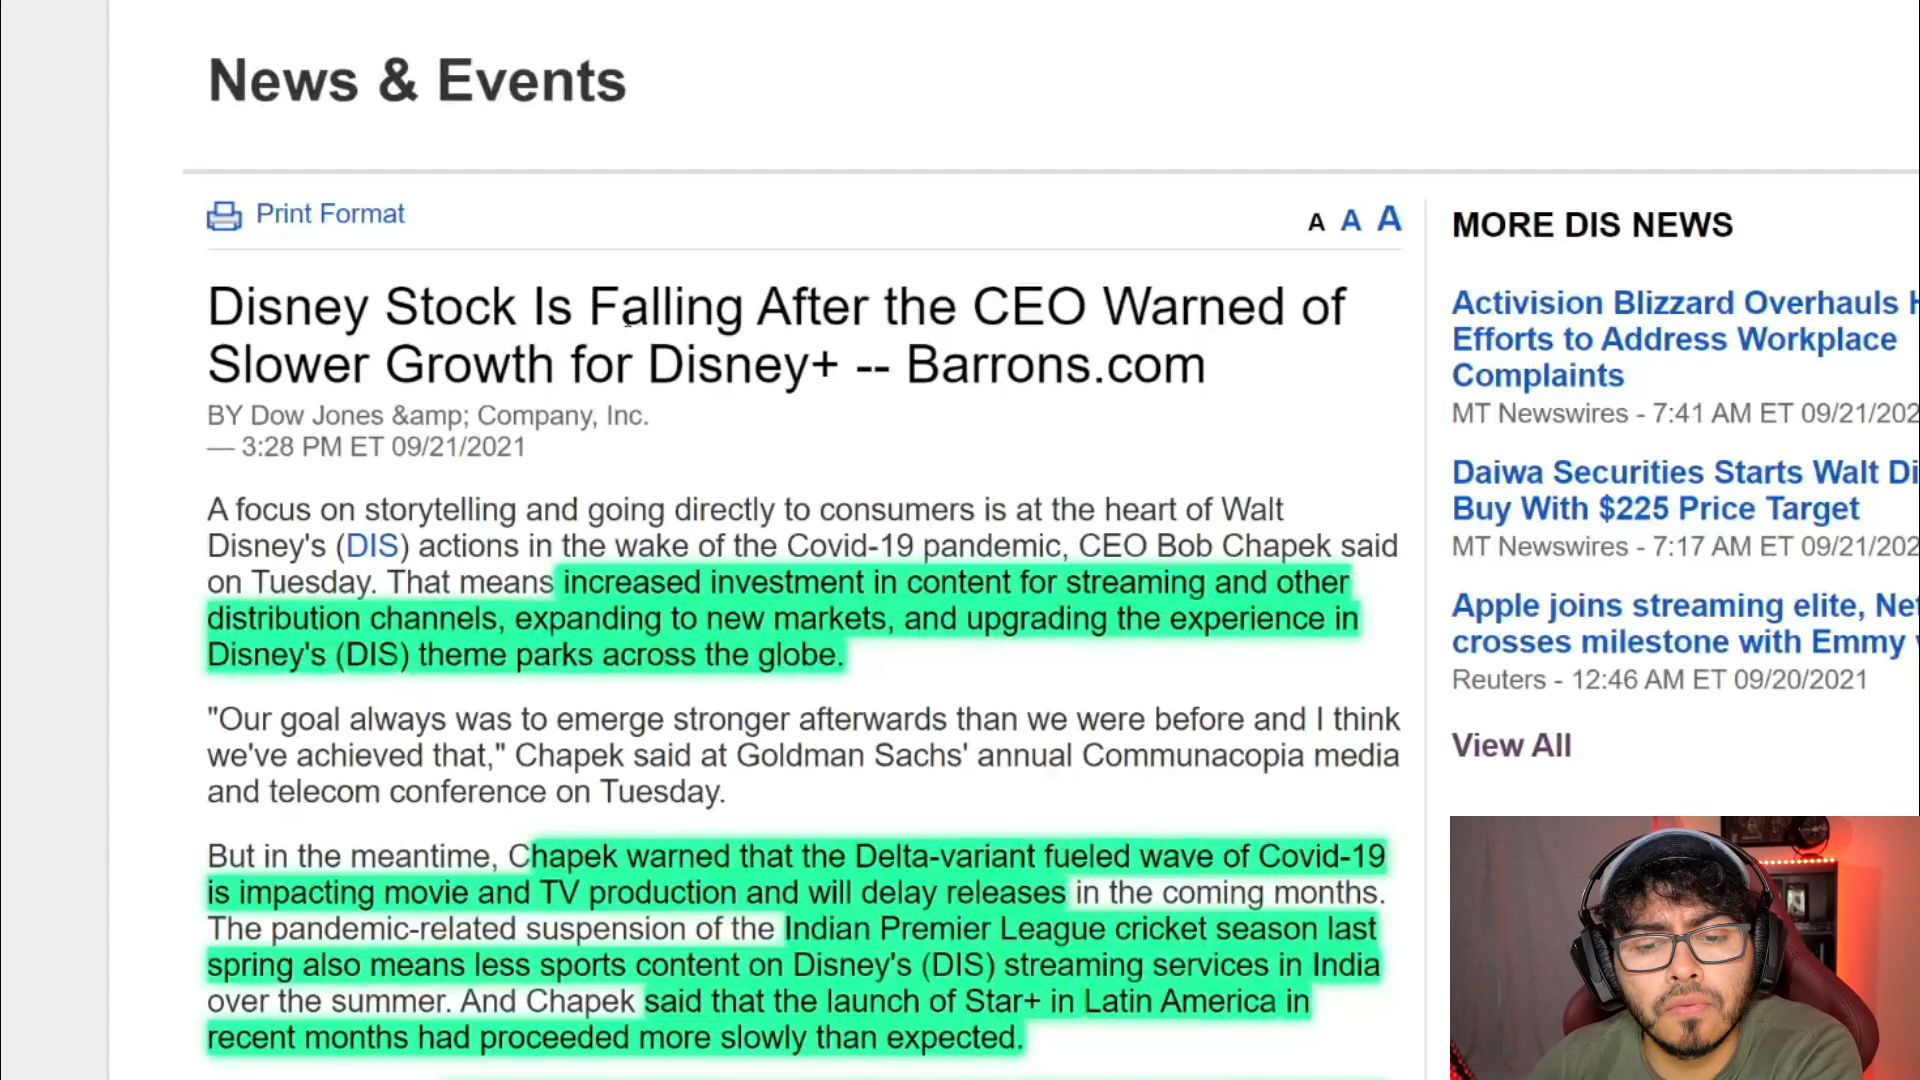 News & Events
Print Format
A A A
Disney Stock Is Falling After the CEO Warned of
Slower Growth for Disney+ -- Barrons.com
BY Dow Jones &amp; Company, Inc.
— 3:28 PM ET 09/21/2021
A focus on storytelling and going directly to consumers is at the heart of Walt
Disney's (DIS) actions in the wake of the Covid-19 pandemic, CEO Bob Chapek said
on Tuesday. That means increased investment in content for streaming and other
distribution channels, expanding to new markets, and upgrading the experience in
Disney's (DIS) theme parks across the globe.
"Our goal always was to emerge stronger afterwards than we were before and I think
we've achieved that," Chapek said at Goldman Sachs' annual Communacopia media
and telecom conference on Tuesday.
But in the meantime, Chapek warned that the Delta-variant fueled wave of Covid-19
is impacting movie and TV production and will delay releases in the coming months.
The pandemic-related suspension of the Indian Premier League cricket season last
spring also means less sports content on Disney's (DIS) streaming services in India
over the summer. And Chapek said that the launch of Star+ in Latin America in
recent months had proceeded more slowly than expected.
MORE DIS NEWS
Activision Blizzard Overhauls H
Efforts to Address Workplace
Complaints
MT Newswires - 7:41 AM ET 09/21/202
Daiwa Securities Starts Walt Di
Buy With $225 Price Target
MT Newswires - 7:17 AM ET 09/21/202
Apple joins streaming elite, Net
crosses milestone with Emmy
Reuters - 12:46 AM ET 09/20/2021
View All